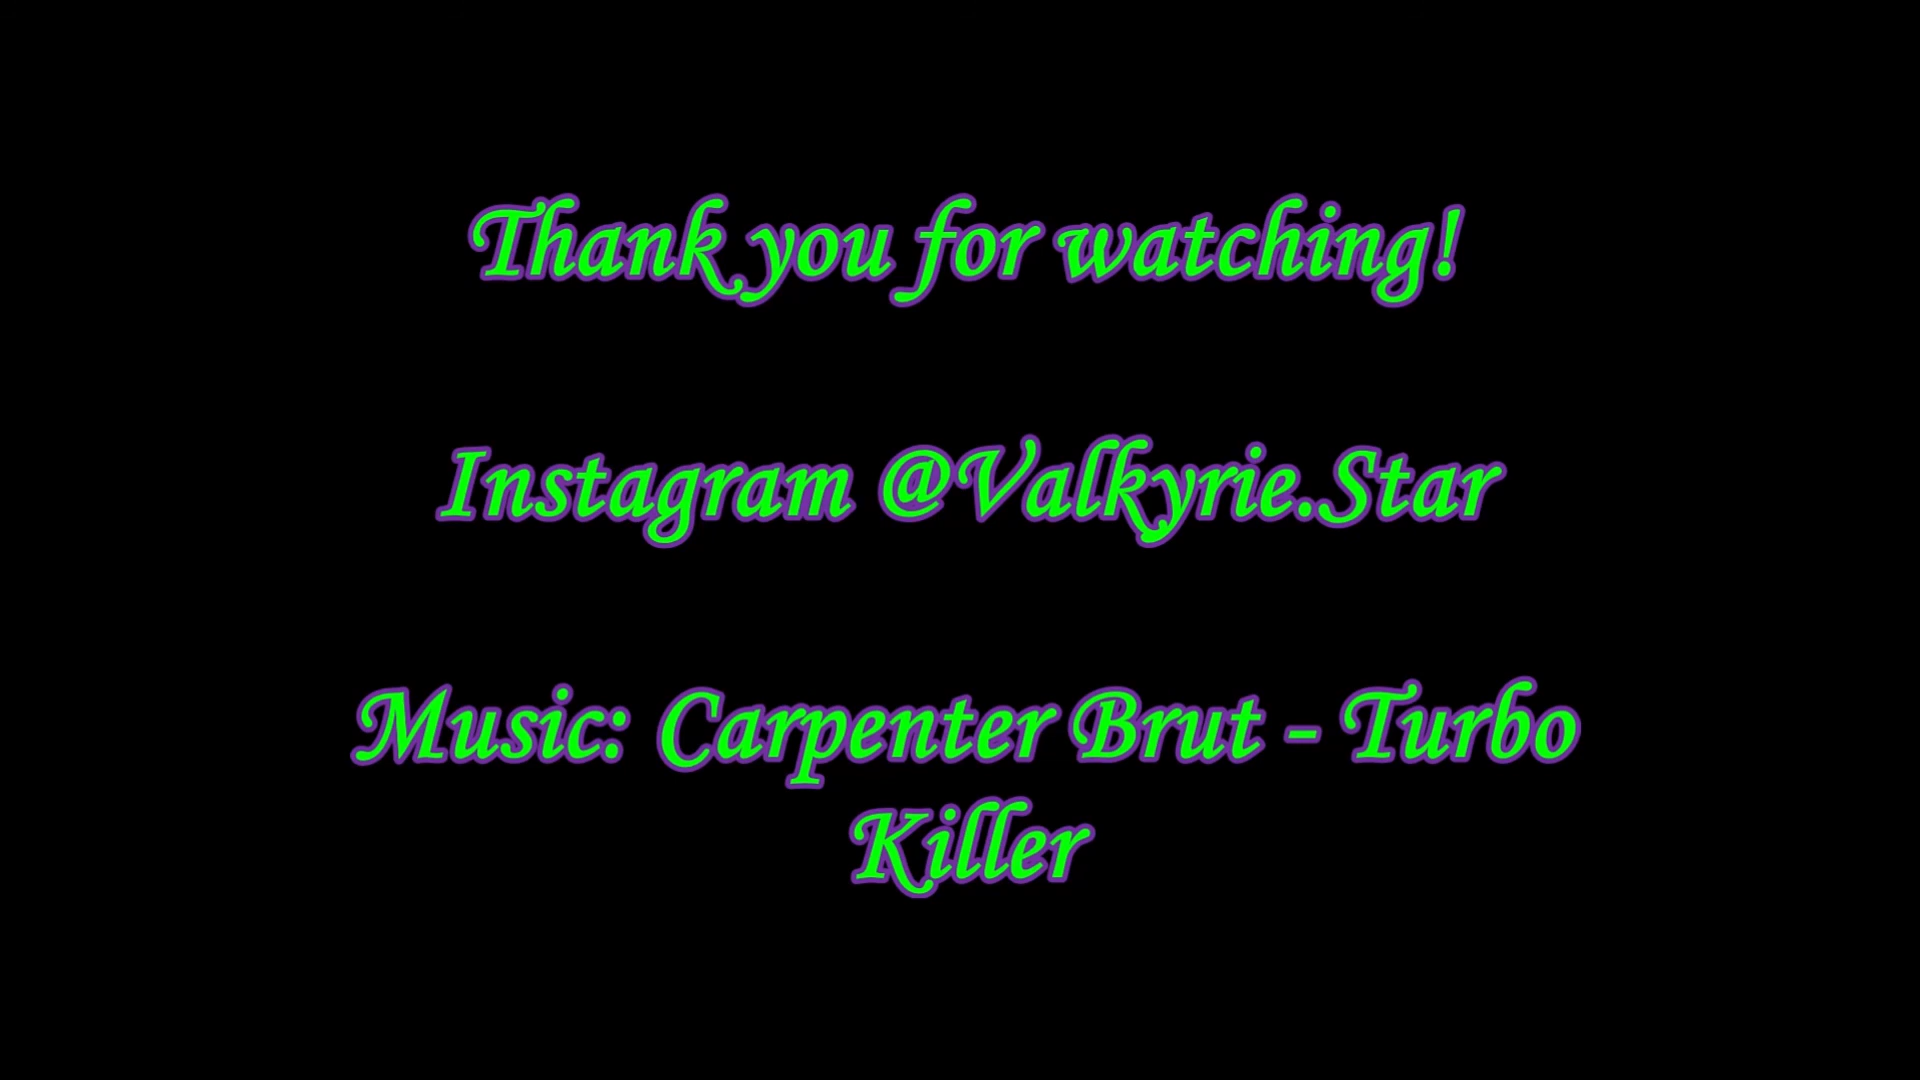 Thank you for watching!
Instagram @Valkyrie.Star
Music: Carpenter Brut - Turbo
Killer